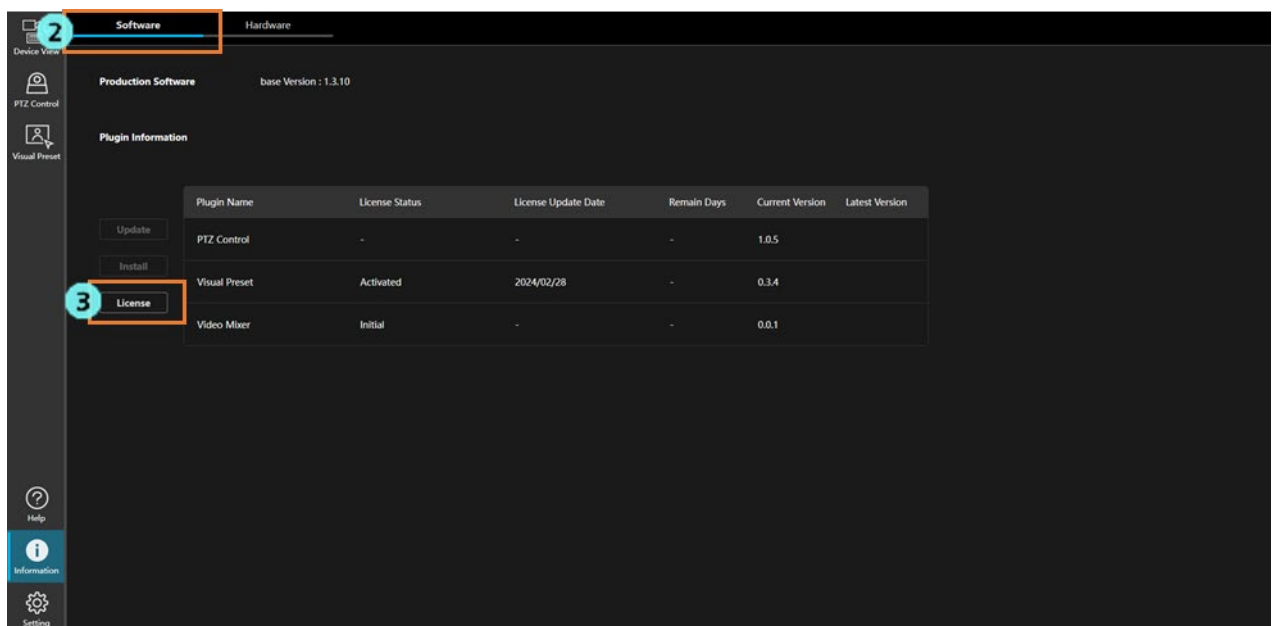 2
Software
Hardware
Device View
PTZ Control
Visual Preset
Production Software
base Version : 1.3.10
Plugin Information
Update
Install
3
License
Plugin Name License Status License Update Date Remain Days Current Version Latest Version
PTZ Control - - - 1.0.5
Visual Preset Activated 2024/02/28 - 0.3.4
Video Mixer Initial - - 0.0.1
?
Help
i
Information
Setting